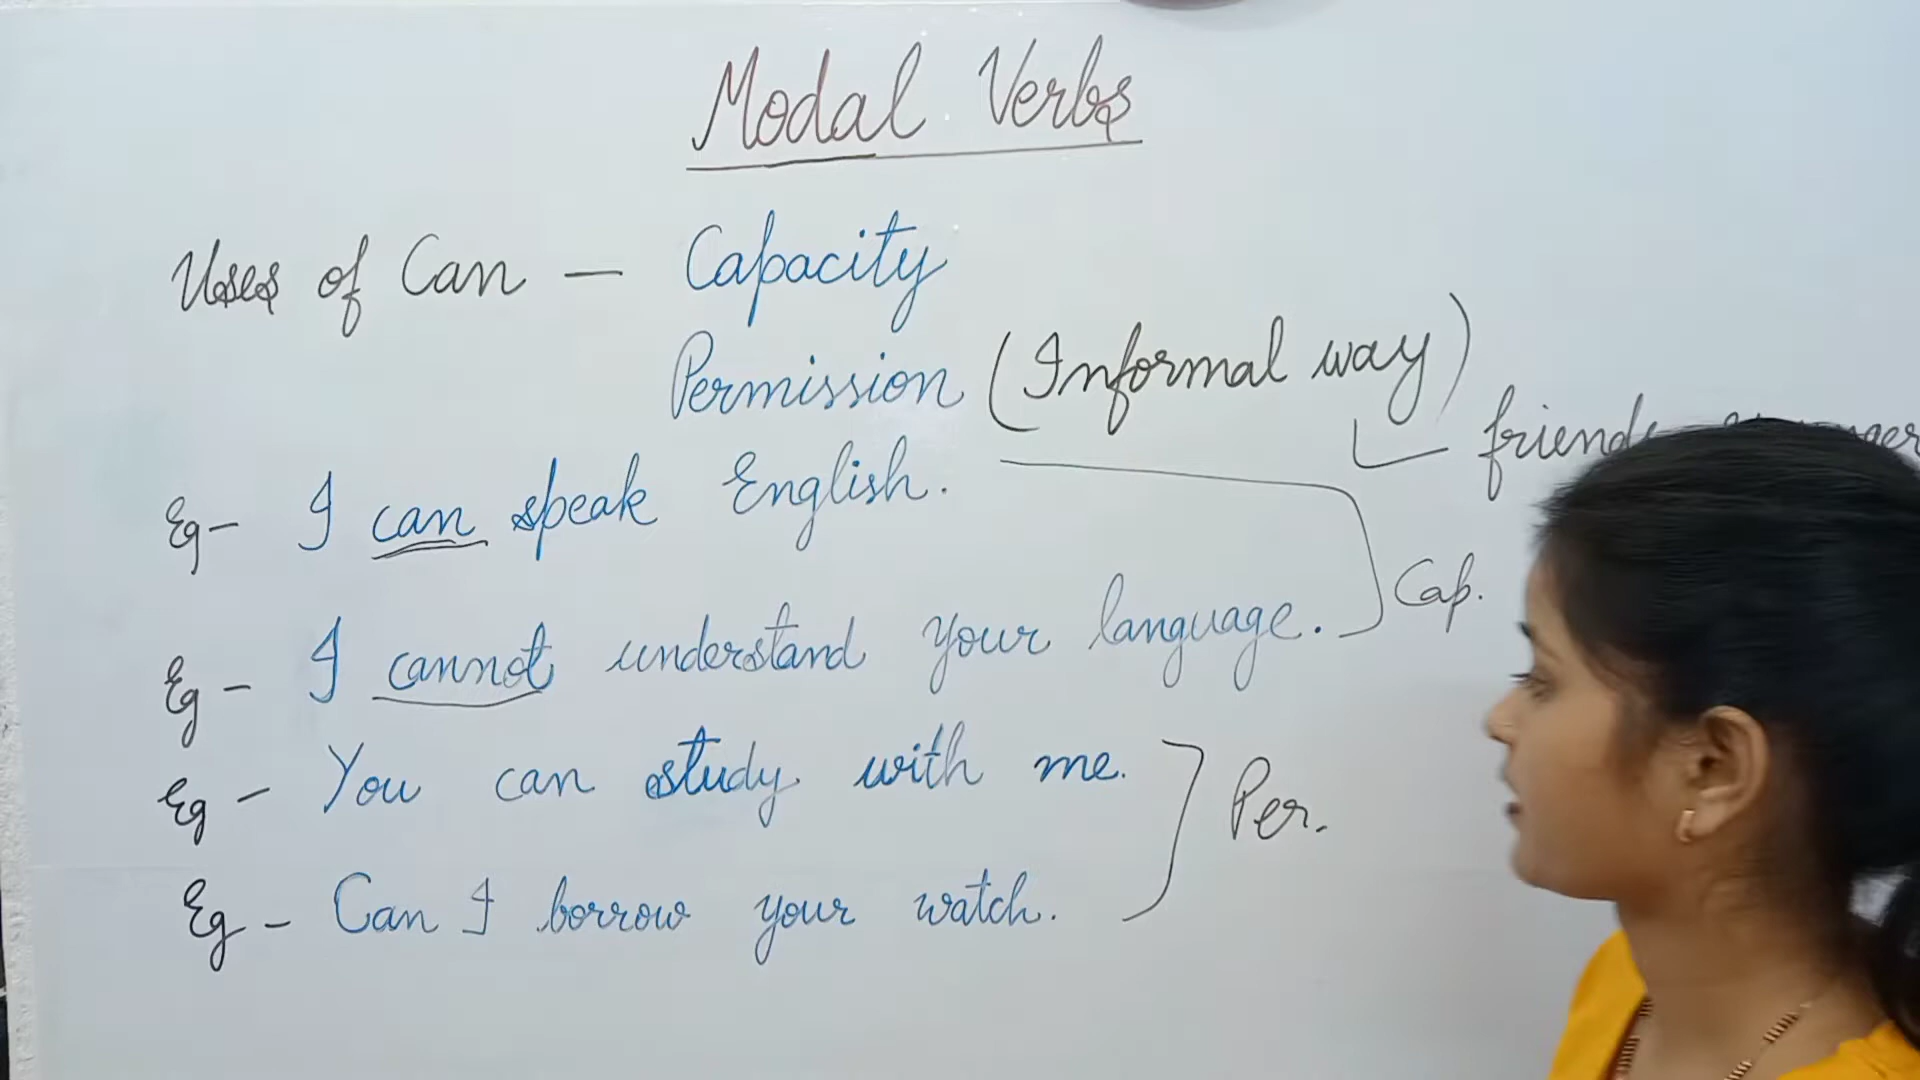 Modal Verbs
Uses of Can — Capacity
Permission (Informal way)
friends
Eg- I can speak English.
Cap.
Eg - I cannot understand your language.
Eg - You can study with me.
Per.
Eg - Can I borrow your watch.